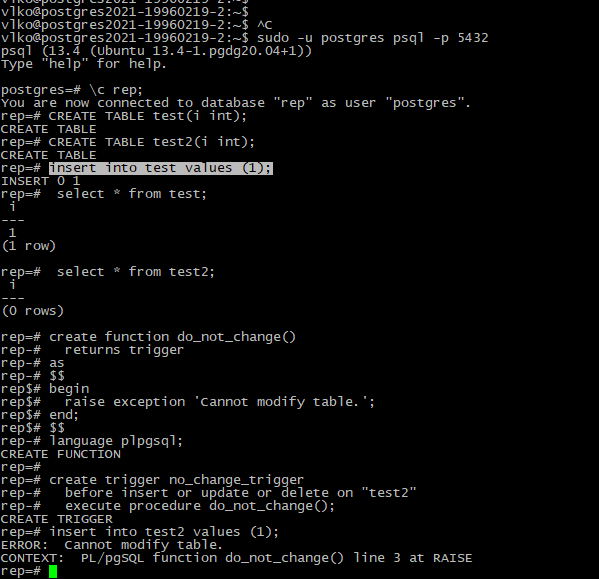 vlko@postgres2021-19960219-2:~$
vlko@postgres2021-19960219-2:~$
vlko@postgres2021-19960219-2:~$ ^C
vlko@postgres2021-19960219-2:~$ sudo -u postgres psql -p 5432
psql (13.4 (Ubuntu 13.4-1.pgdg20.04+1))
Type "help" for help.

postgres=# \c rep;
You are now connected to database "rep" as user "postgres".
rep=# CREATE TABLE test(i int);
CREATE TABLE
rep=# CREATE TABLE test2(i int);
CREATE TABLE
rep=# insert into test values (1);
INSERT 0 1
rep=#  select * from test;
 i
---
 1
(1 row)

rep=#  select * from test2;
 i
---
(0 rows)

rep=# create function do_not_change()
rep-#   returns trigger
rep-# as
rep-# $$
rep$# begin
rep$#   raise exception 'Cannot modify table.';
rep$# end;
rep$# $$
rep-# language plpgsql;
CREATE FUNCTION
rep=#
rep=# create trigger no_change_trigger
rep-#   before insert or update or delete on "test2"
rep-#   execute procedure do_not_change();
CREATE TRIGGER
rep=# insert into test2 values (1);
ERROR:  Cannot modify table.
CONTEXT:  PL/pgSQL function do_not_change() line 3 at RAISE
rep=#